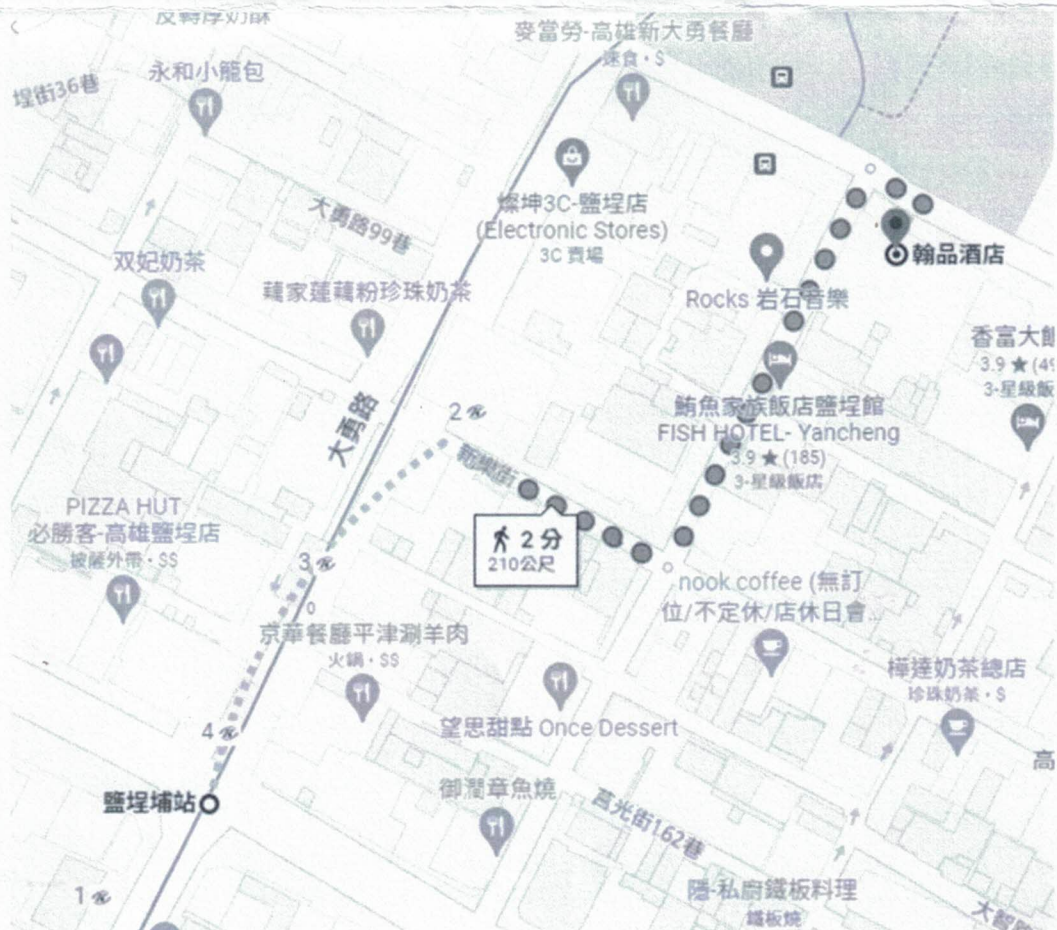 麥當勞-高雄新大勇餐廳
速食・$
永和小籠包
埕街36巷
燦坤3C-鹽埕店
(Electronic Stores)
3C 賣場
大勇路99巷
翰品酒店
双妃奶茶
藕家蓮藕粉珍珠奶茶
Rocks 岩石音樂
3.9 ★
3-星級飯
大勇路
2
新樂街
鮪魚家族飯店鹽埕館
FISH HOTEL- Yancheng
3.9 ★ (185)
3-星級飯店
PIZZA HUT
必勝客-高雄鹽埕店
披薩外帶・$$
2 分
210公尺
3
nook coffee (無訂
位/不定休/店休日會...
京華餐廳平津涮羊肉
火鍋・$$
樺達奶茶總店
珍珠奶茶・$
望思甜點 Once Dessert
4
高
鹽埕埔站
御潤章魚燒
莒光街162巷
1
隱-私廚鐵板料理
鐵板燒
大智路